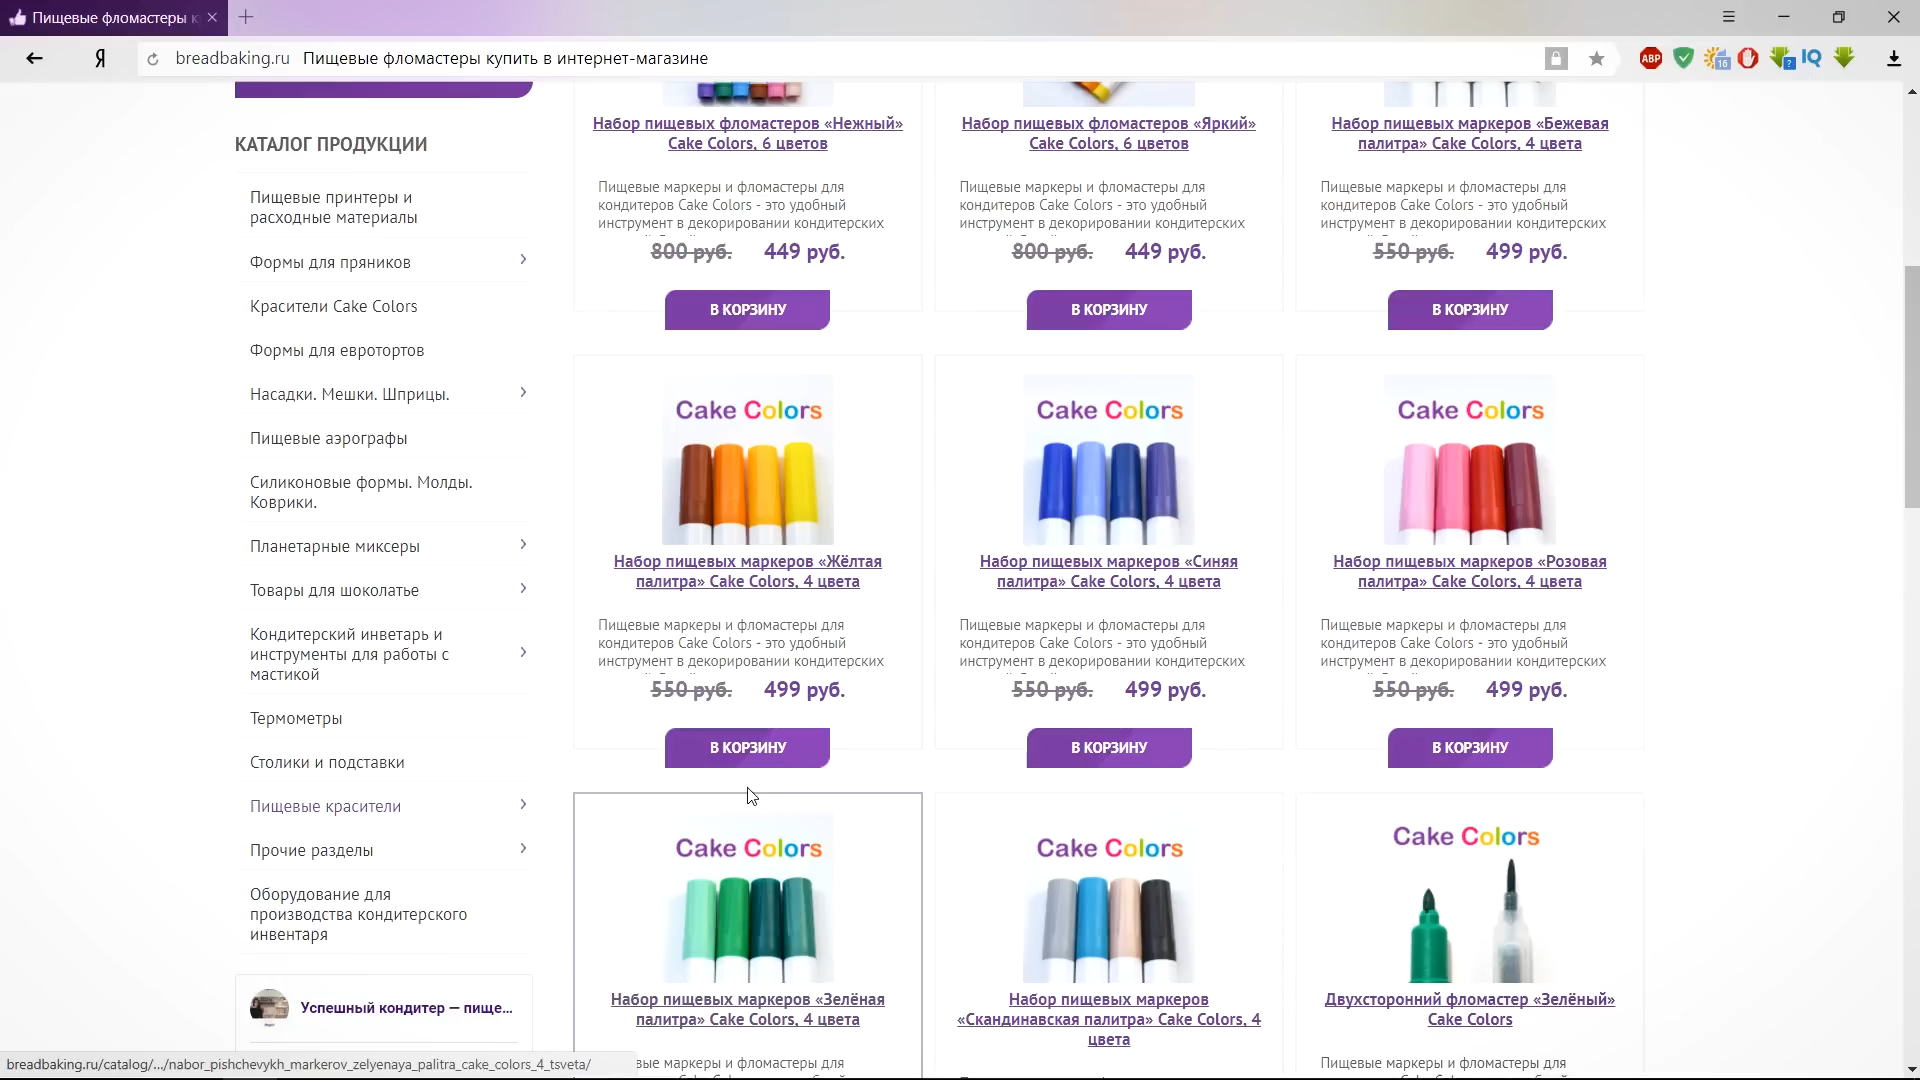 Пищевые фломастеры к
breadbaking.ru Пищевые фломастеры купить в интернет-магазине
ABP
16
?
IQ
КАТАЛОГ ПРОДУКЦИИ
Пищевые принтеры и
расходные материалы
Формы для пряников
Красители Cake Colors
Формы для евротортов
Насадки. Мешки. Шприцы.
Пищевые аэрографы
Силиконовые формы. Молды.
Коврики.
Планетарные миксеры
Товары для шоколатье
Кондитерский инветарь и
инструменты для работы с
мастикой
Термометры
Столики и подставки
Пищевые красители
Прочие разделы
Оборудование для
производства кондитерского
инвентаря
Успешный кондитер — пище...
Набор пищевых фломастеров «Нежный»
Cake Colors, 6 цветов
Пищевые маркеры и фломастеры для
кондитеров Cake Colors - это удобный
инструмент в декорировании кондитерских
800 руб. 449 руб.
В КОРЗИНУ
Набор пищевых фломастеров «Яркий»
Cake Colors, 6 цветов
Пищевые маркеры и фломастеры для
кондитеров Cake Colors - это удобный
инструмент в декорировании кондитерских
800 руб. 449 руб.
В КОРЗИНУ
Набор пищевых маркеров «Бежевая
палитра» Cake Colors, 4 цвета
Пищевые маркеры и фломастеры для
кондитеров Cake Colors - это удобный
инструмент в декорировании кондитерских
550 руб. 499 руб.
В КОРЗИНУ
Cake Colors
Набор пищевых маркеров «Жёлтая
палитра» Cake Colors, 4 цвета
Пищевые маркеры и фломастеры для
кондитеров Cake Colors - это удобный
инструмент в декорировании кондитерских
550 руб. 499 руб.
В КОРЗИНУ
Cake Colors
Набор пищевых маркеров «Синяя
палитра» Cake Colors, 4 цвета
Пищевые маркеры и фломастеры для
кондитеров Cake Colors - это удобный
инструмент в декорировании кондитерских
550 руб. 499 руб.
В КОРЗИНУ
Cake Colors
Набор пищевых маркеров «Розовая
палитра» Cake Colors, 4 цвета
Пищевые маркеры и фломастеры для
кондитеров Cake Colors - это удобный
инструмент в декорировании кондитерских
550 руб. 499 руб.
В КОРЗИНУ
Cake Colors
Набор пищевых маркеров «Зелёная
палитра» Cake Colors, 4 цвета
вые маркеры и фломастеры для
Cake Colors
Набор пищевых маркеров
«Скандинавская палитра» Cake Colors, 4
цвета
Cake Colors
Двухсторонний фломастер «Зелёный»
Cake Colors
Пищевые маркеры и фломастеры для
breadbaking.ru/catalog/.../nabor_pishchevykh_markerov_zelyenaya_palitra_cake_colors_4_tsveta/